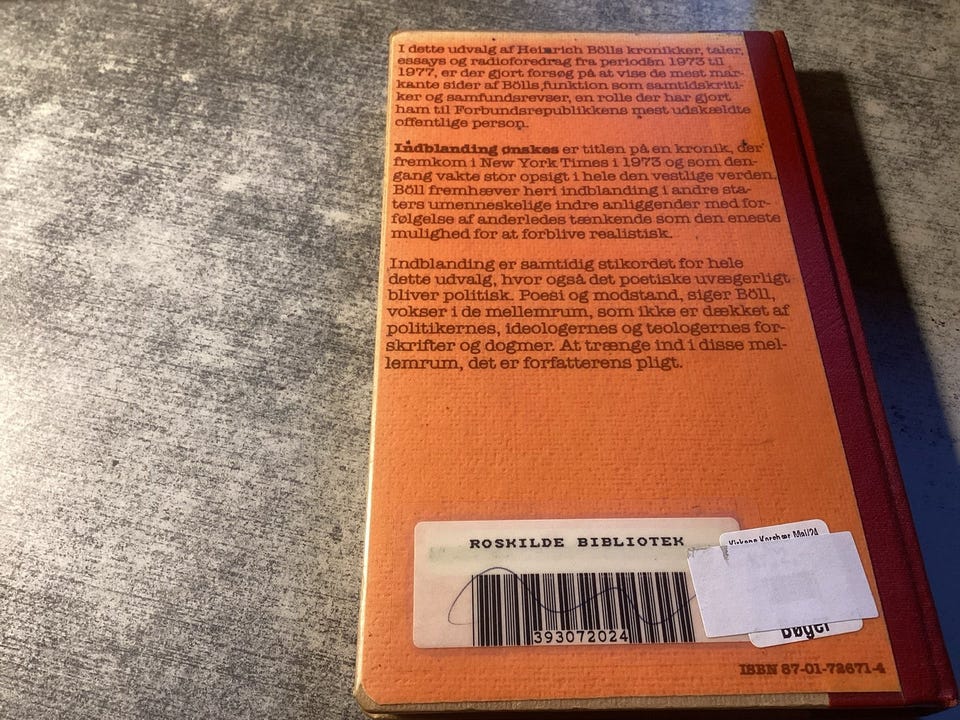 I dette udvalg af Heinrich Bölls kronikker, taler,
essays og radioforedrag fra perioden 1973 til
1977, er der gjort forsøg på at vise de mest mar-
kante sider af Bölls funktion som samtidskriti-
ker og samfundsrevser, en rolle der har gjort
ham til Forbundsrepublikkens mest udskældte
offentlige person.
Indblanding ønskes er titlen på en kronik, der
fremkom i New York Times i 1973 og som den-
gang vakte stor opsigt i hele den vestlige verden.
Böll fremhæver heri indblanding i andre sta-
ters umenneskelige indre anliggender med for-
følgelse af anderledes tænkende som den eneste
mulighed for at forblive realistisk.
Indblanding er samtidig stikordet for hele
dette udvalg, hvor også det poetiske uvægerligt
bliver politisk. Poesi og modstand, siger Böll,
vokser i de mellemrum, som ikke er dækket af
politikernes, ideologernes og teologernes for-
skrifter og dogmer. At trænge ind i disse mel-
lemrum, det er forfatterens pligt.
ROSKILDE BIBLIOTEK
393072024
Kirkens Korshær Maj/24
Bøger
ISBN 87-01-72671-4